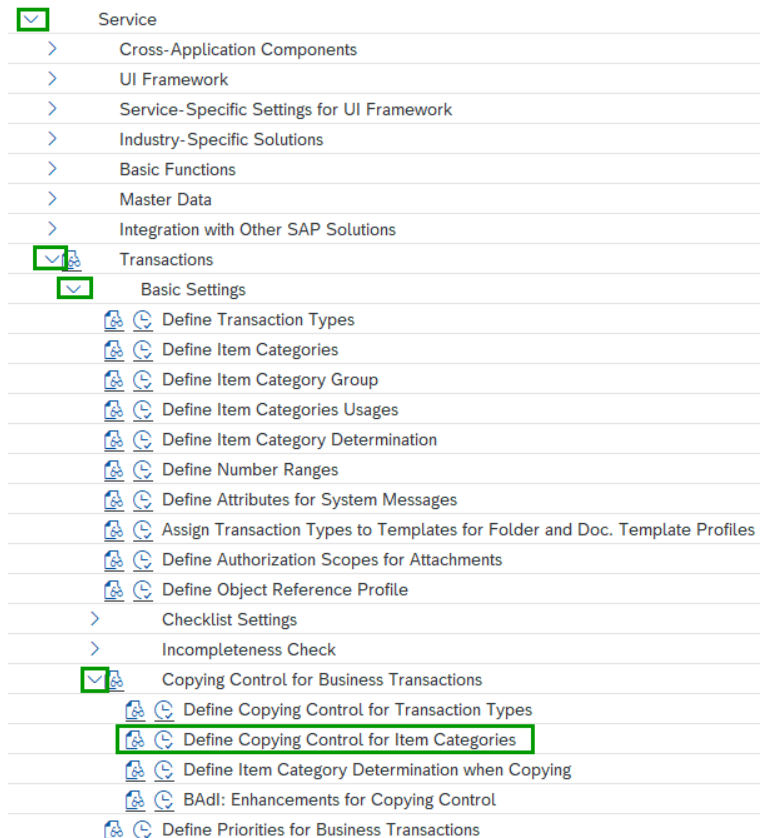 Service
Cross-Application Components
UI Framework
Service-Specific Settings for UI Framework
Industry-Specific Solutions
Basic Functions
Master Data
Integration with Other SAP Solutions
Transactions
Basic Settings
Define Transaction Types
Define Item Categories
Define Item Category Group
Define Item Categories Usages
Define Item Category Determination
Define Number Ranges
Define Attributes for System Messages
Assign Transaction Types to Templates for Folder and Doc. Template Profiles
Define Authorization Scopes for Attachments
Define Object Reference Profile
Checklist Settings
Incompleteness Check
Copying Control for Business Transactions
Define Copying Control for Transaction Types
Define Copying Control for Item Categories
Define Item Category Determination when Copying
BAdI: Enhancements for Copying Control
Define Priorities for Business Transactions